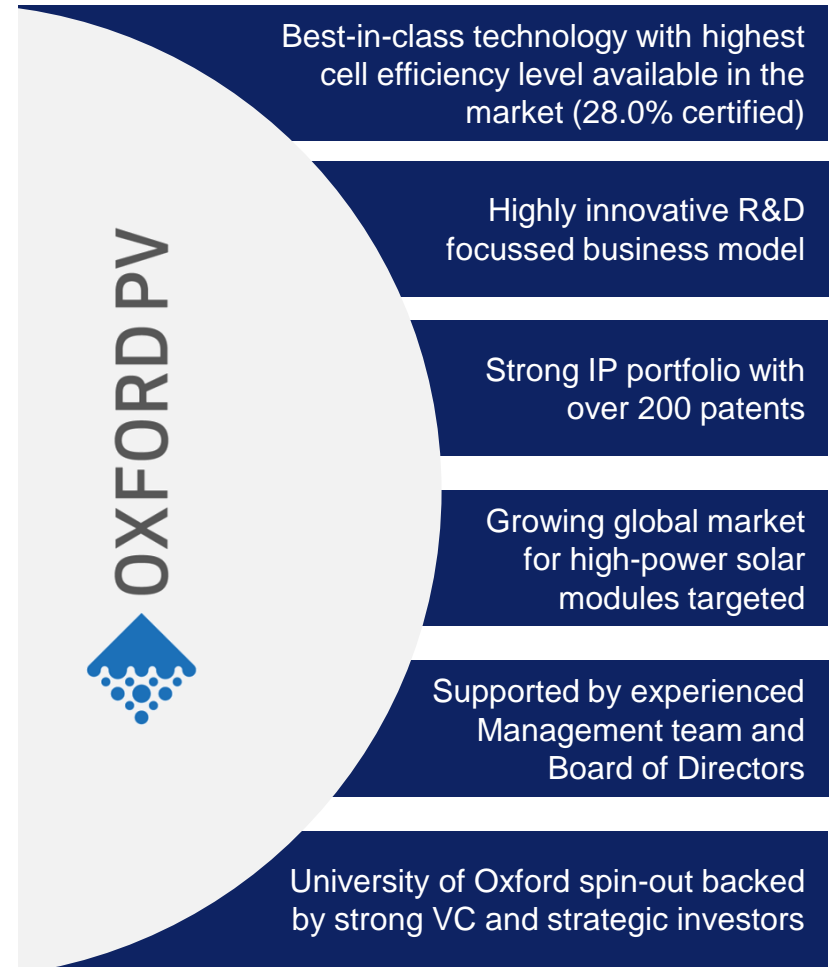 Best-in-class technology with highest
cell efficiency level available in the
market (28.0% certified)
Highly innovative R&D
focussed business model
OXFORD PV
Strong IP portfolio with
over 200 patents
Growing global market
for high-power solar
modules targeted
Supported by experienced
Management team and
Board of Directors
University of Oxford spin-out backed
by strong VC and strategic investors